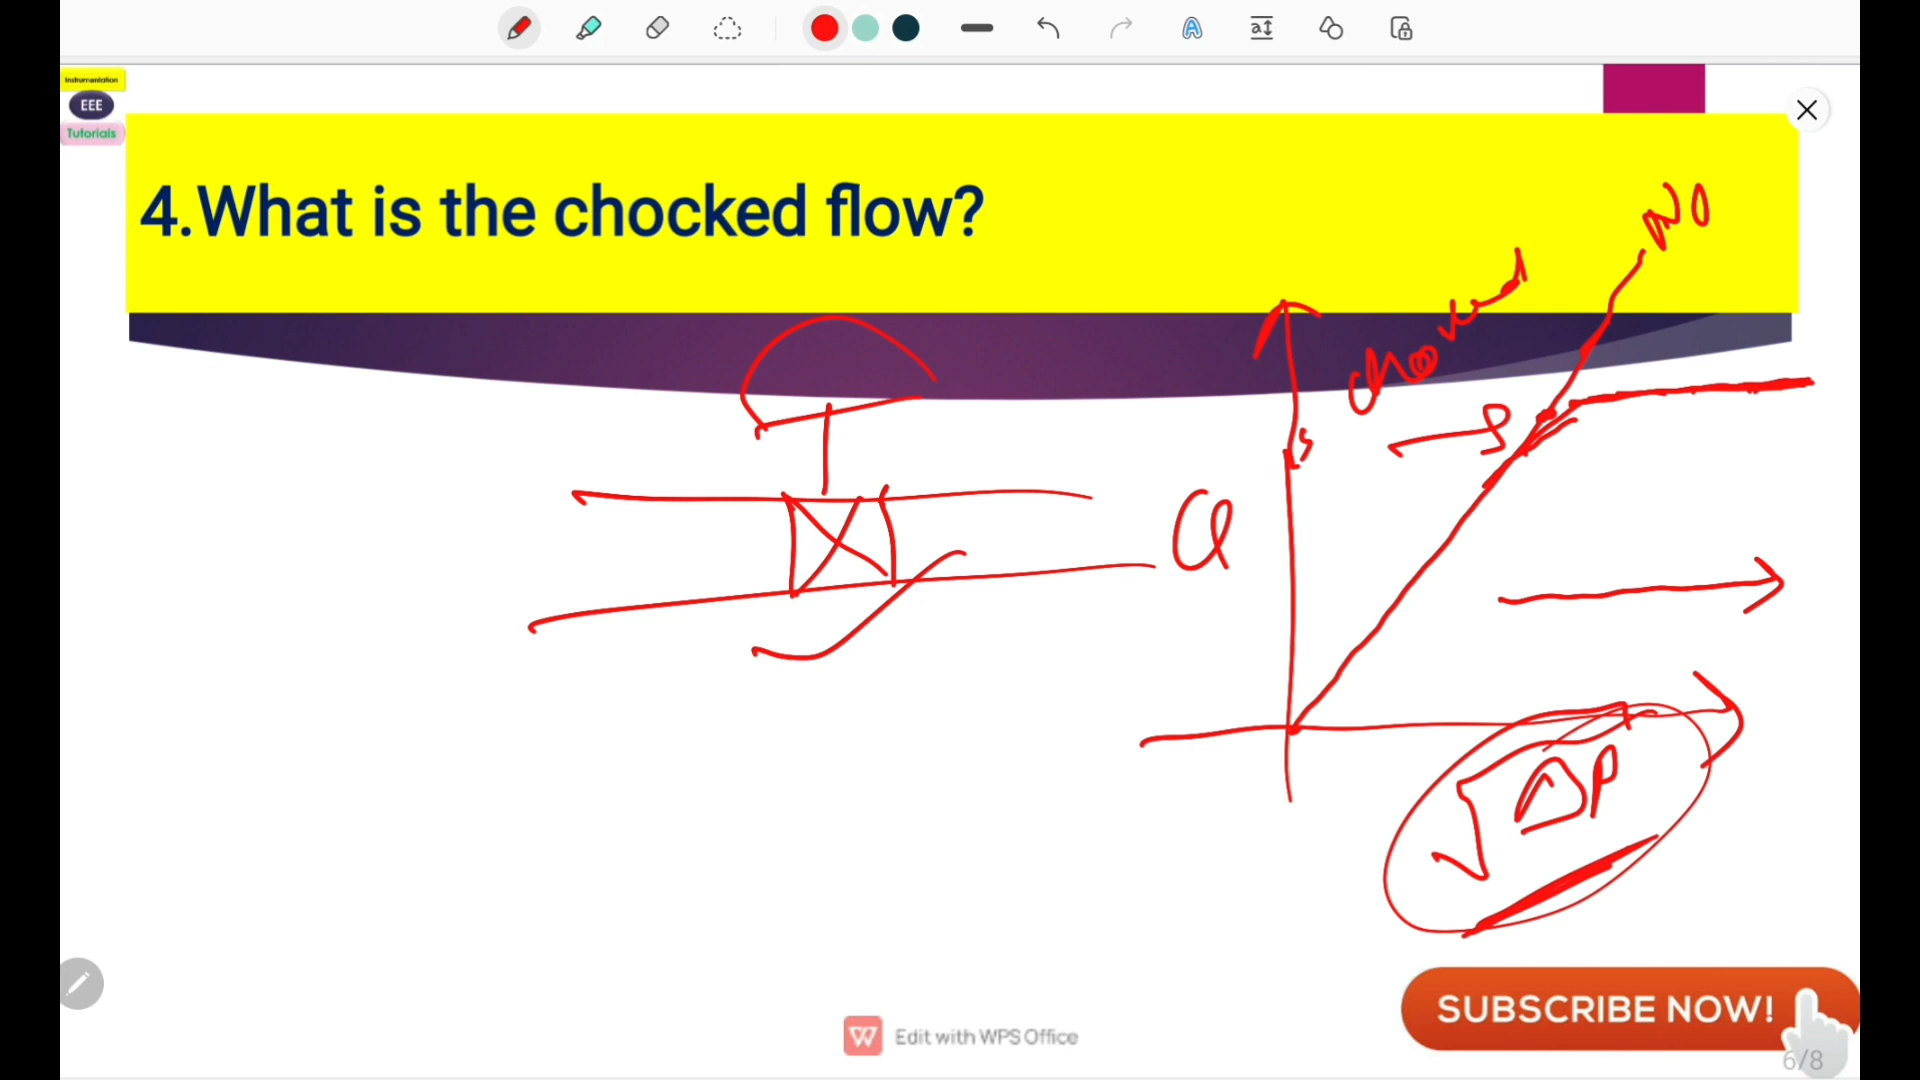 Instrumentation
EEE
Tutorials
4.What is the chocked flow?
NO
choked
Q
√ΔP
SUBSCRIBE NOW!
Edit with WPS Office
6/8